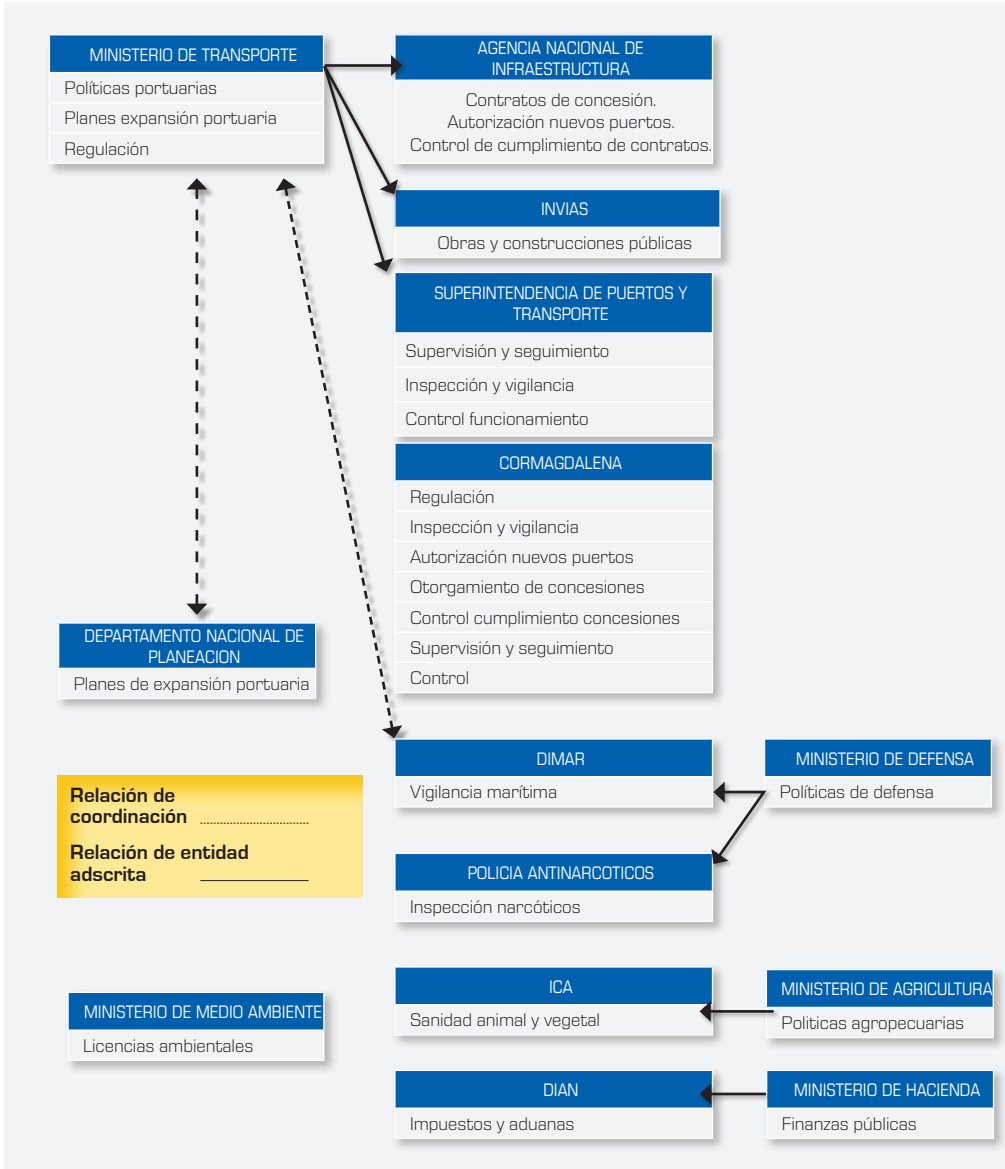 MINISTERIO DE TRANSPORTE
Políticas portuarias
Planes expansión portuaria
Regulación
AGENCIA NACIONAL DE
INFRAESTRUCTURA
Contratos de concesión.
Autorización nuevos puertos.
Control de cumplimiento de contratos.
INVIAS
Obras y construcciones públicas
SUPERINTENDENCIA DE PUERTOS Y
TRANSPORTE
Supervisión y seguimiento
Inspección y vigilancia
Control funcionamiento
CORMAGDALENA
Regulación
Inspección y vigilancia
Autorización nuevos puertos
Otorgamiento de concesiones
Control cumplimiento concesiones
Supervisión y seguimiento
Control
DEPARTAMENTO NACIONAL DE
PLANEACION
Planes de expansión portuaria
DIMAR
Vigilancia marítima
MINISTERIO DE DEFENSA
Políticas de defensa
Relación de
coordinación
Relación de entidad
adscrita
POLICIA ANTINARCOTICOS
Inspección narcóticos
MINISTERIO DE MEDIO AMBIENTE
Licencias ambientales
ICA
Sanidad animal y vegetal
MINISTERIO DE AGRICULTURA
Politicas agropecuarias
DIAN
Impuestos y aduanas
MINISTERIO DE HACIENDA
Finanzas públicas